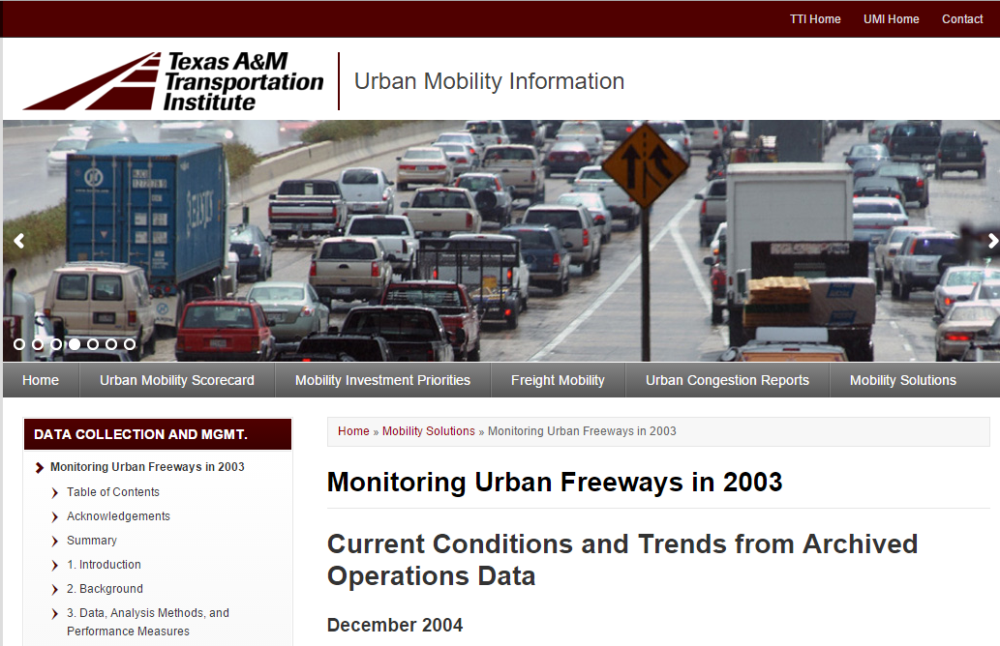 TTI Home UMI Home Contact
Texas A&M
Transportation
Institute
Urban Mobility Information
Home Urban Mobility Scorecard Mobility Investment Priorities Freight Mobility Urban Congestion Reports Mobility Solutions
DATA COLLECTION AND MGMT.
Monitoring Urban Freeways in 2003
Table of Contents
Acknowledgements
Summary
1. Introduction
2. Background
3. Data, Analysis Methods, and
Performance Measures
Home » Mobility Solutions » Monitoring Urban Freeways in 2003
Monitoring Urban Freeways in 2003
Current Conditions and Trends from Archived
Operations Data
December 2004